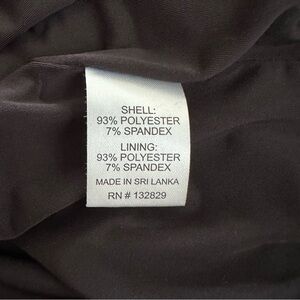 SHELL:
93% POLYESTER
7% SPANDEX
LINING:
93% POLYESTER
7% SPANDEX
MADE IN SRI LANKA
RN # 132829